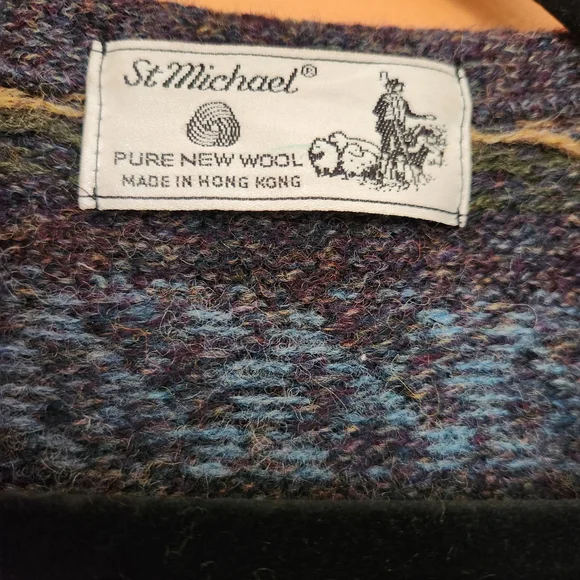 St Michael®
PURE NEW WOOL
MADE IN HONG KONG